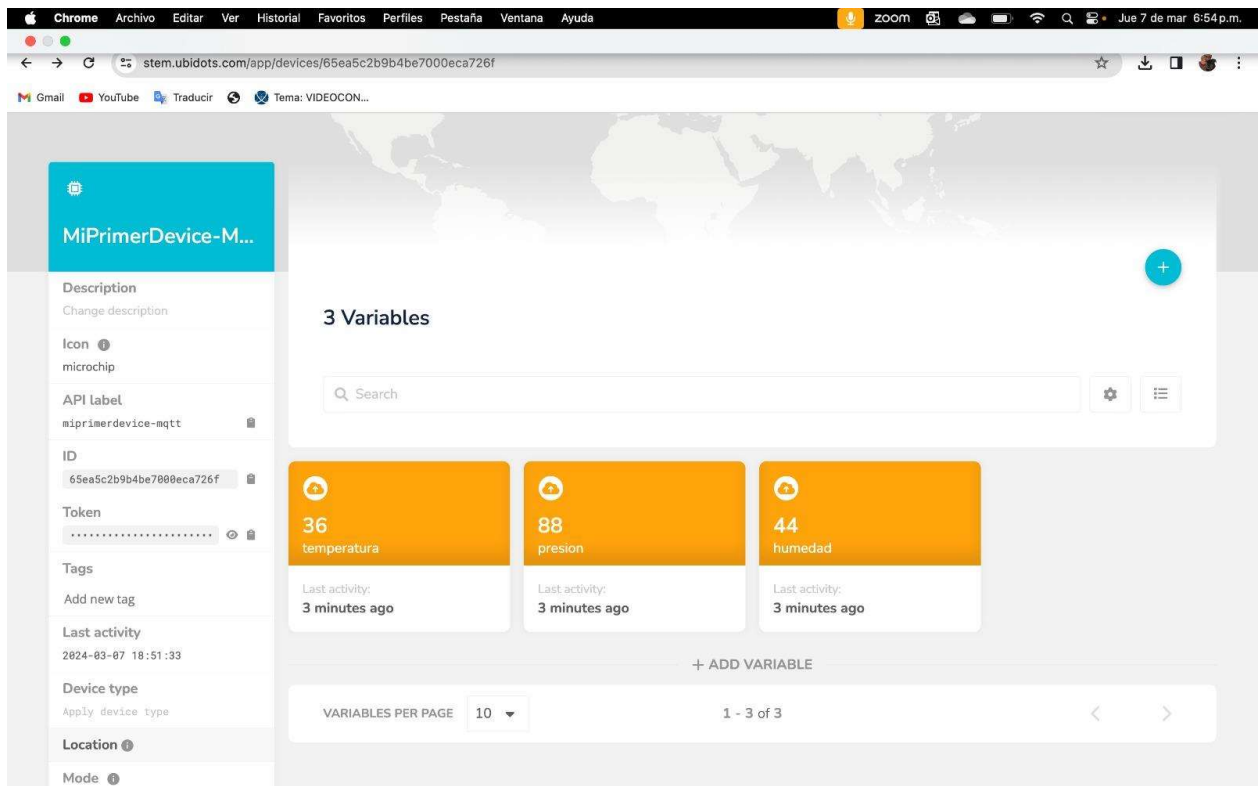 Chrome Archivo Editar Ver Historial Favoritos Perfiles Pestaña Ventana Ayuda zoom Jue 7 de mar 6:54 p.m.
stem.ubidots.com/app/devices/65ea5c2b9b4be7000eca726f
Gmail YouTube Traducir Tema: VIDEOCON...
MiPrimerDevice-M...
Description
Change description
Icon
microchip
API label
miprimerdevice-mqtt
ID
65ea5c2b9b4be7000eca726f
Token
.......................
Tags
Add new tag
Last activity
2024-03-07 18:51:33
Device type
Apply device type
Location
Mode
3 Variables
Search
36
temperatura
Last activity:
3 minutes ago
88
presion
Last activity:
3 minutes ago
44
humedad
Last activity:
3 minutes ago
+ ADD VARIABLE
VARIABLES PER PAGE 10 1 - 3 of 3